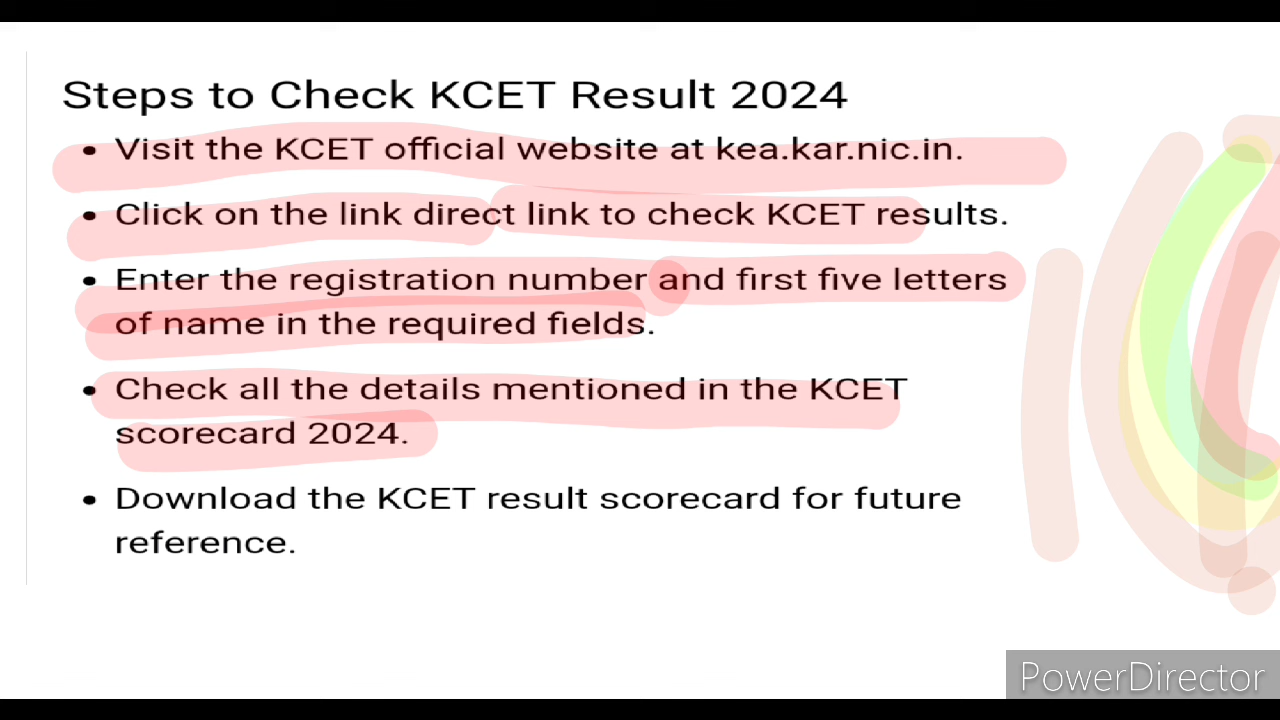 Steps to Check KCET Result 2024
• Visit the KCET official website at kea.kar.nic.in.
• Click on the link direct link to check KCET results.
• Enter the registration number and first five letters
of name in the required fields.
• Check all the details mentioned in the KCET
scorecard 2024.
• Download the KCET result scorecard for future
reference.
PowerDirector